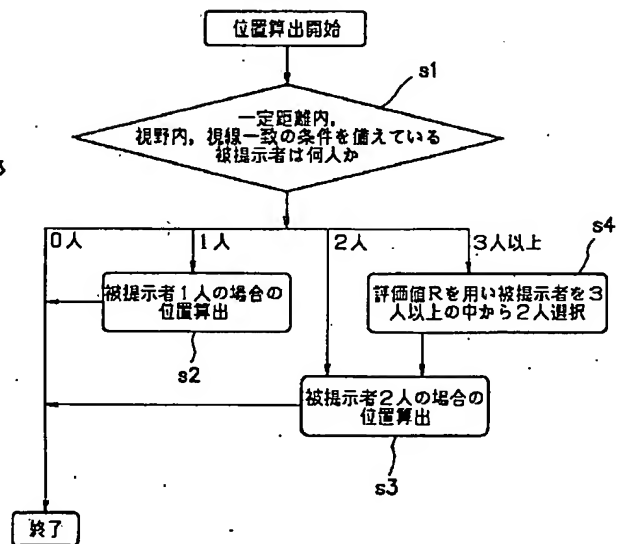 位置算出開始
s1
一定距離内,
視野内, 視線一致の条件を備えている
被提示者は何人か
0人
1人
2人
3人以上
s4
被提示者1人の場合の
位置算出
評価値Rを用い被提示者を3
人以上の中から2人選択
s2
被提示者2人の場合の
位置算出
s3
終了